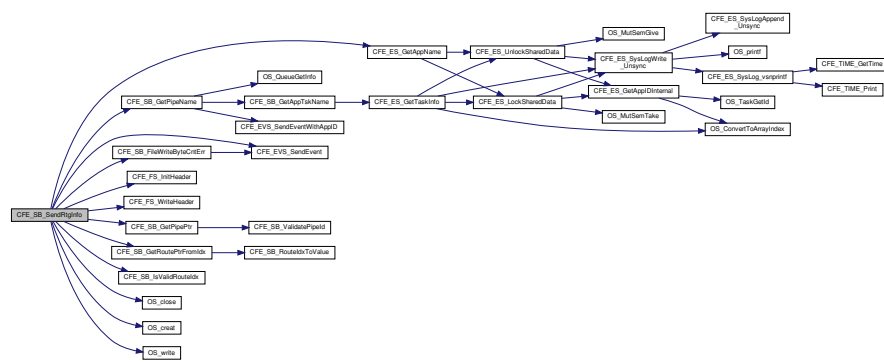 CFE_SB_SendRtgInfo
CFE_ES_GetAppName
CFE_SB_GetPipeName
CFE_SB_FileWriteByteCntErr
CFE_FS_InitHeader
CFE_FS_WriteHeader
CFE_SB_GetPipePtr
CFE_SB_GetRoutePtrFromIdx
CFE_SB_IsValidRouteIdx
OS_close
OS_creat
OS_write
OS_QueueGetInfo
CFE_SB_GetAppTskName
CFE_EVS_SendEventWithAppID
CFE_EVS_SendEvent
CFE_SB_ValidatePipeId
CFE_SB_RouteIdxToValue
CFE_ES_GetTaskInfo
CFE_ES_UnlockSharedData
CFE_ES_LockSharedData
OS_MutSemGive
CFE_ES_SysLogWrite
_Unsync
CFE_ES_GetAppIDInternal
OS_MutSemTake
CFE_ES_SysLogAppend
_Unsync
OS_printf
CFE_ES_SysLog_vsnprintf
OS_TaskGetId
OS_ConvertToArrayIndex
CFE_TIME_GetTime
CFE_TIME_Print